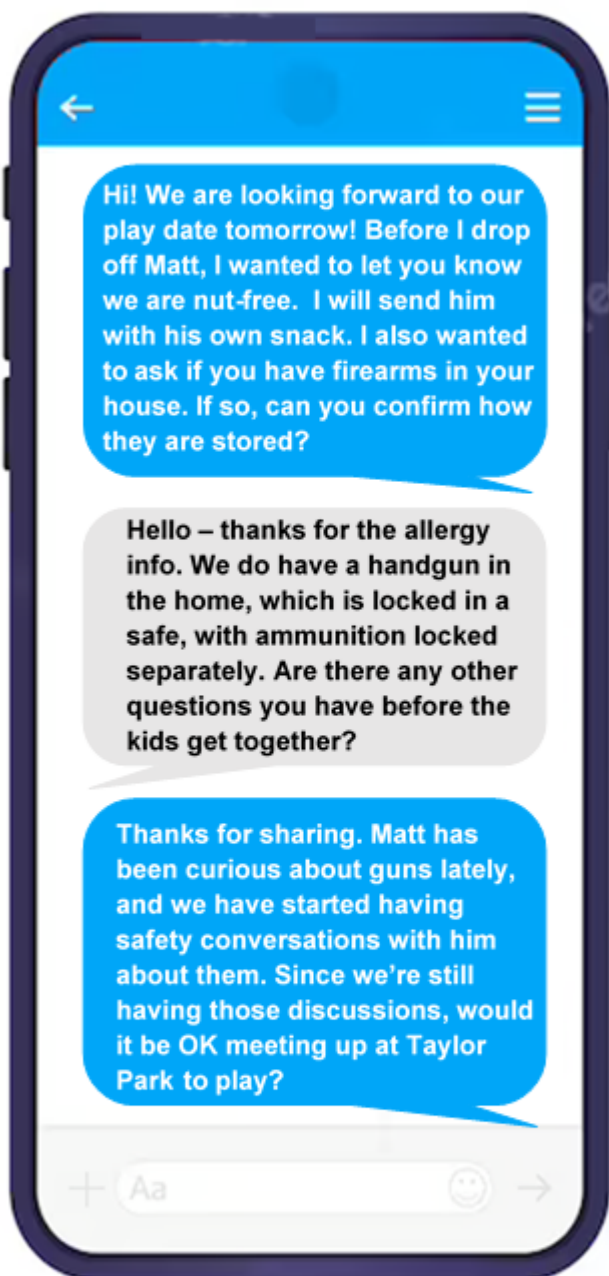 Hi! We are looking forward to our
play date tomorrow! Before I drop
off Matt, I wanted to let you know
we are nut-free.  I will send him
with his own snack. I also wanted
to ask if you have firearms in your
house. If so, can you confirm how
they are stored?
Hello – thanks for the allergy
info. We do have a handgun in
the home, which is locked in a
safe, with ammunition locked
separately. Are there any other
questions you have before the
kids get together?
Thanks for sharing. Matt has
been curious about guns lately,
and we have started having
safety conversations with him
about them. Since we’re still
having those discussions, would
it be OK meeting up at Taylor
Park to play?
Aa